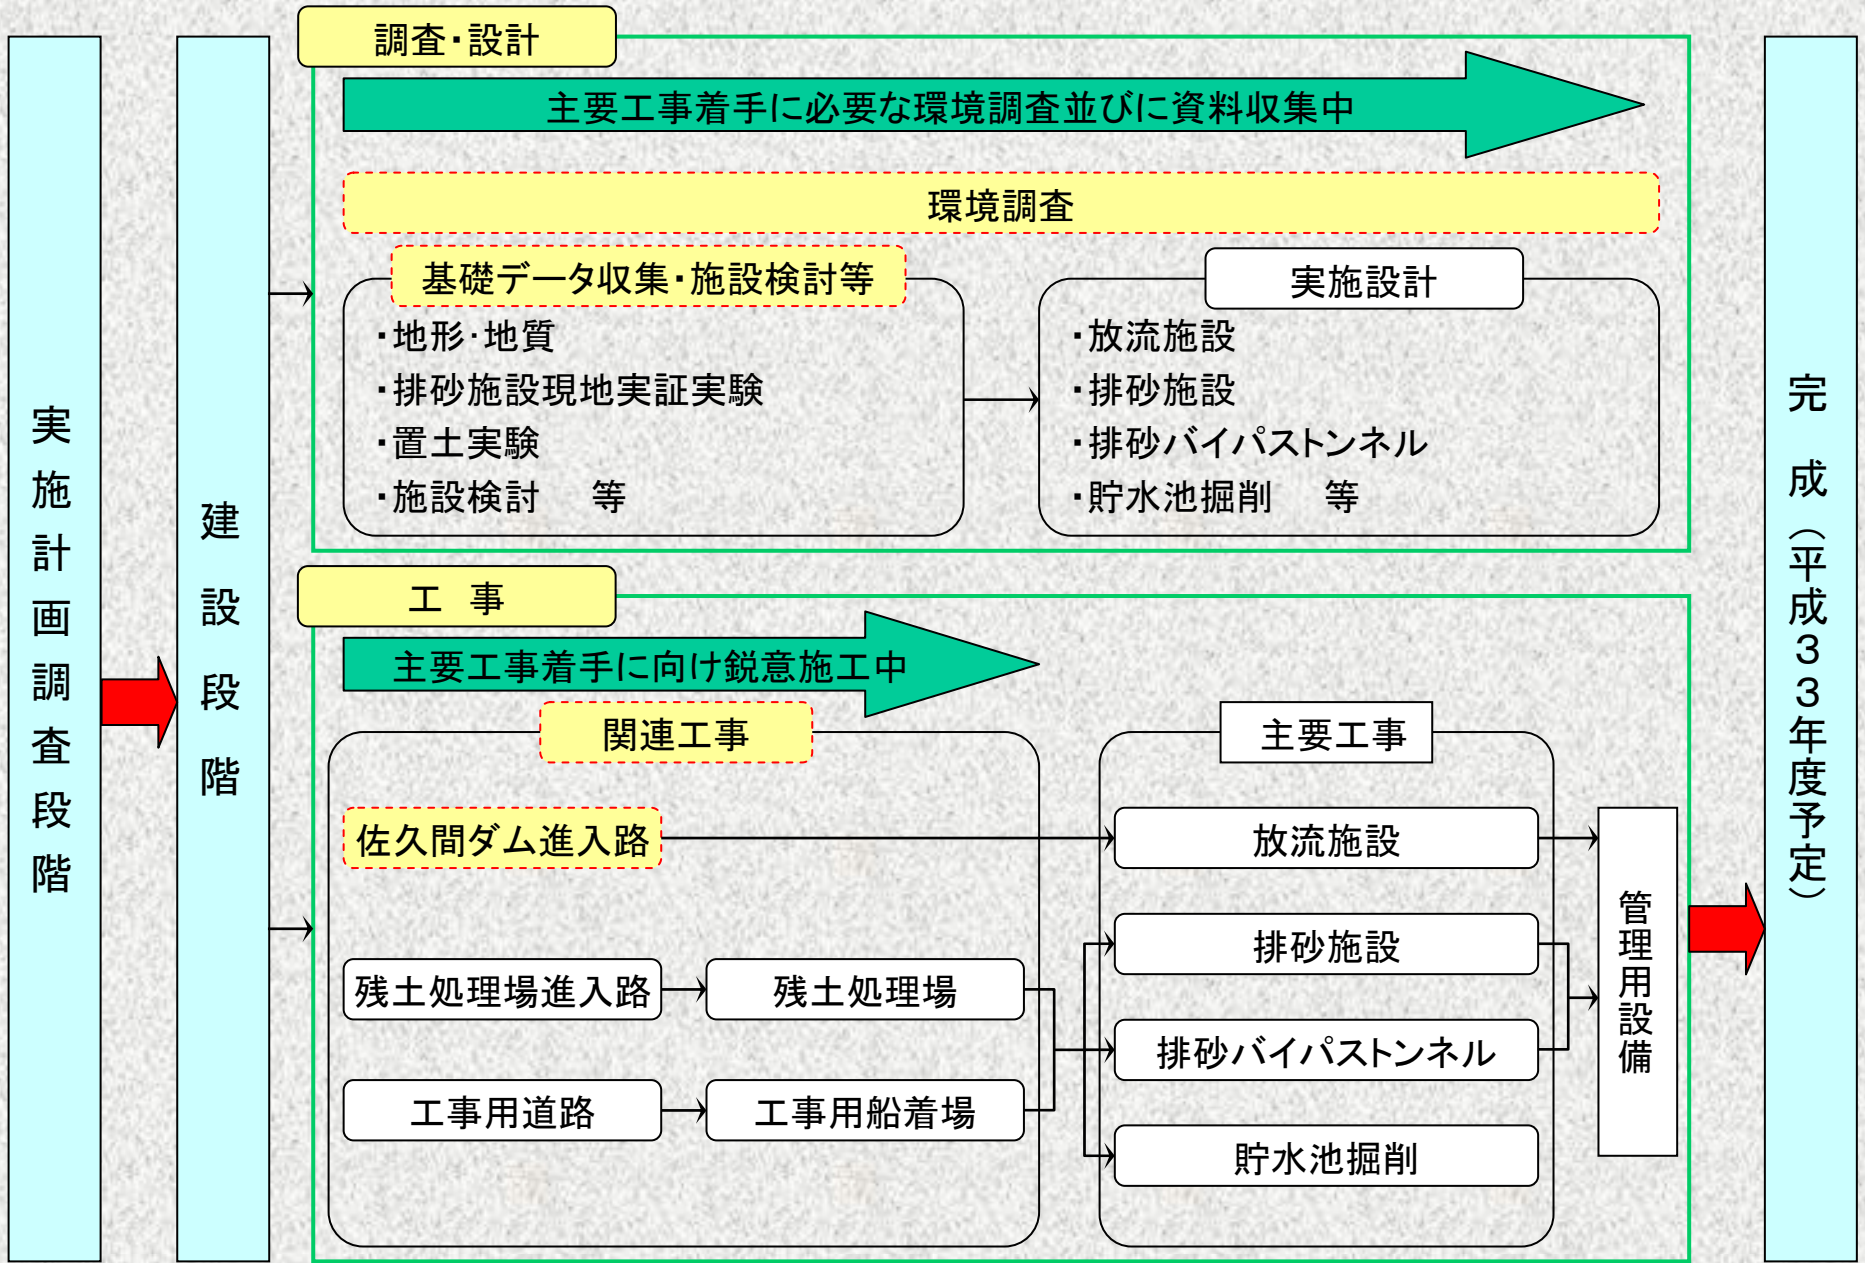 実施計画調査段階
建設段階
調査・設計
主要工事着手に必要な環境調査並びに資料収集中
環境調査
基礎データ収集・施設検討等
・地形・地質
・排砂施設現地実証実験
・置土実験
・施設検討　等
実施設計
・放流施設
・排砂施設
・排砂バイパストンネル
・貯水池掘削　等
工　事
主要工事着手に向け鋭意施工中
関連工事
佐久間ダム進入路
残土処理場進入路
残土処理場
工事用道路
工事用船着場
主要工事
放流施設
排砂施設
排砂バイパストンネル
貯水池掘削
管理用設備
完　成（平成３３年度予定）